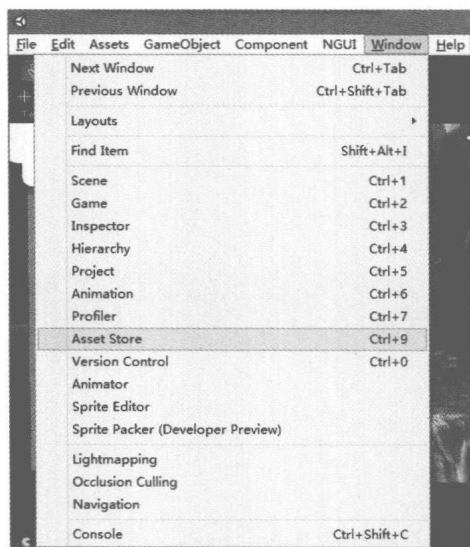 File Edit Assets GameObject Component NGUI Window Help
Next Window Ctrl+Tab
Previous Window Ctrl+Shift+Tab
Layouts
Find Item Shift+Alt+I
Scene Ctrl+1
Game Ctrl+2
Inspector Ctrl+3
Hierarchy Ctrl+4
Project Ctrl+5
Animation Ctrl+6
Profiler Ctrl+7
Asset Store Ctrl+9
Version Control Ctrl+0
Animator
Sprite Editor
Sprite Packer (Developer Preview)
Lightmapping
Occlusion Culling
Navigation
Console Ctrl+Shift+C